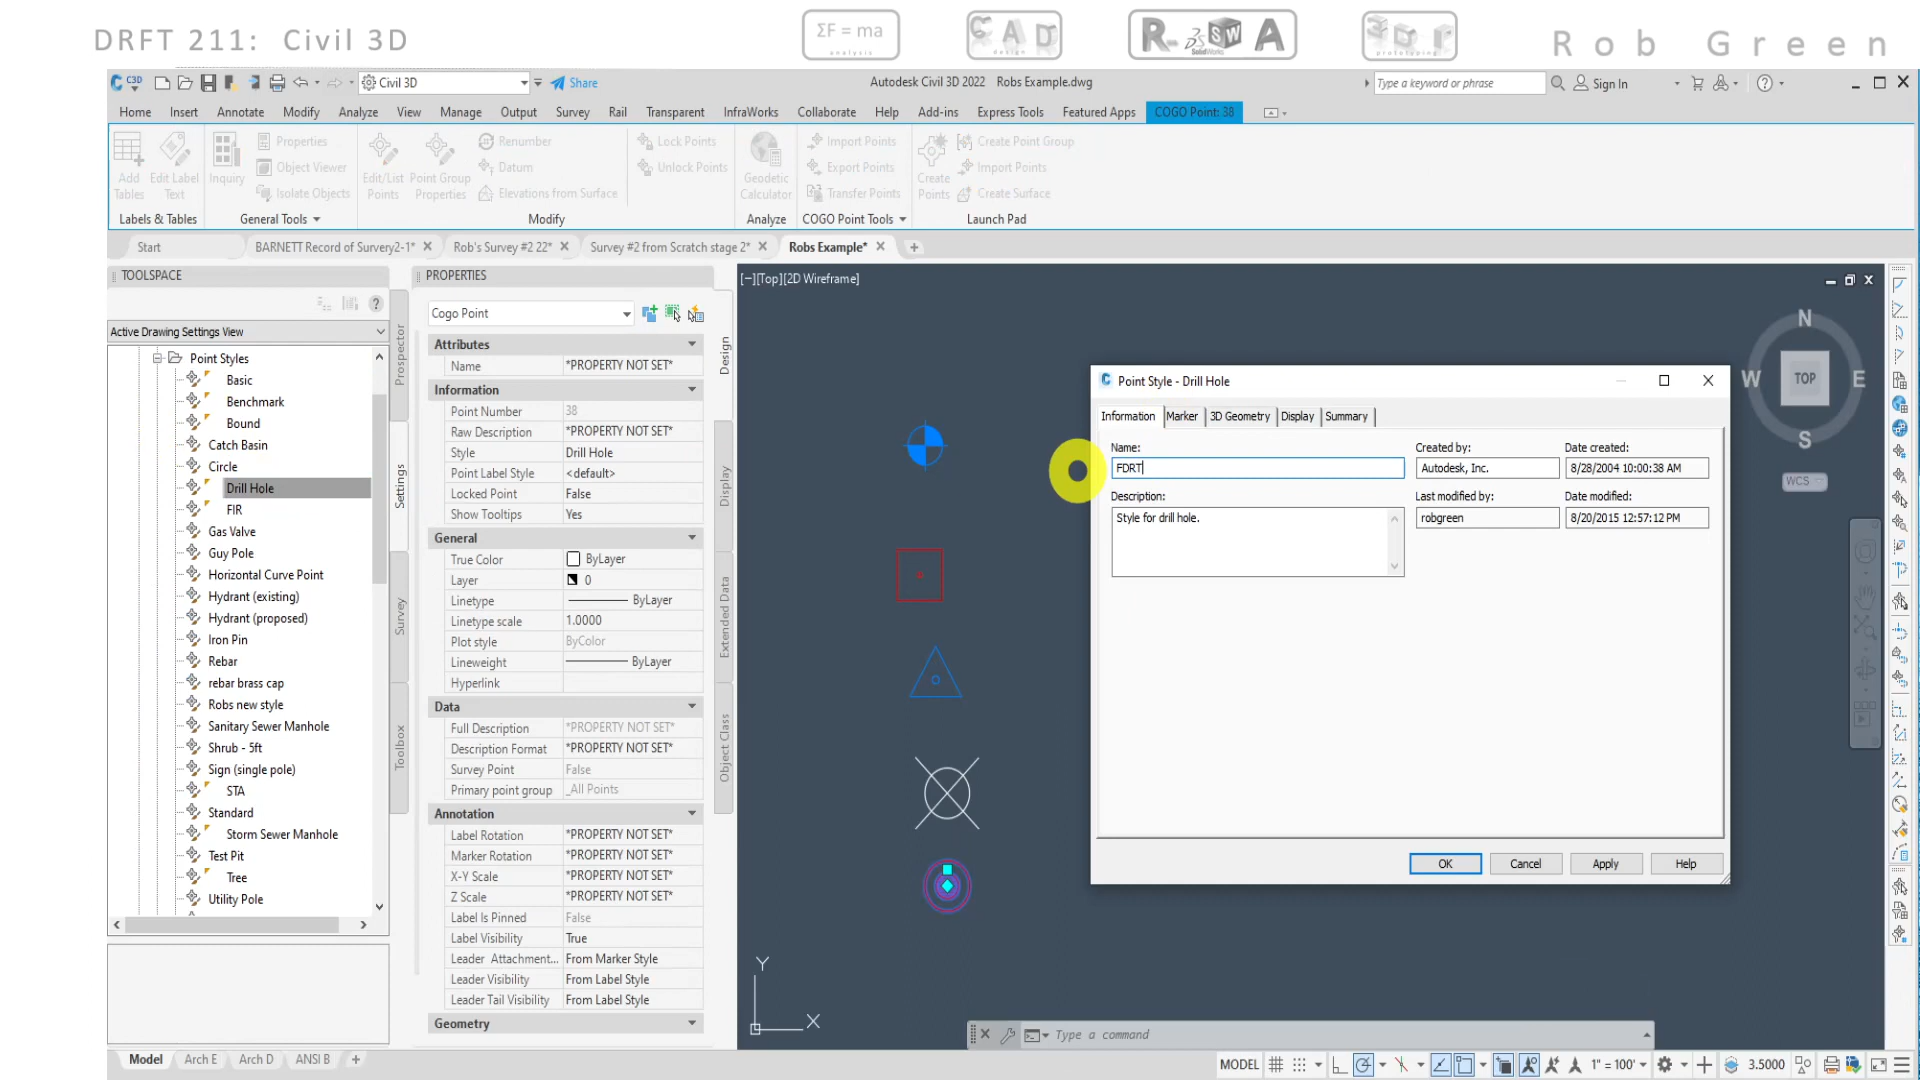 DRFT 211: Civil 3D
ΣF = ma
analysis
CAD
design
R- 3DS SW A
SolidWorks
3D
prototyping
Rob Green
C3D
Civil 3D
Share
Autodesk Civil 3D 2022 Robs Example.dwg
Type a keyword or phrase
Sign In
Home Insert Annotate Modify Analyze View Manage Output Survey Rail Transparent InfraWorks Collaborate Help Add-ins Express Tools Featured Apps COGO Point: 38
Properties Renumber Lock Points Import Points Create Point Group
Object Viewer Datum Unlock Points Export Points Import Points
Add Tables Edit Label Text Inquiry Isolate Objects Edit/List Points Point Group Properties Elevations from Surface Geodetic Calculator Transfer Points Create Points Create Surface
Labels & Tables General Tools Modify Analyze COGO Point Tools Launch Pad
Start BARNETT Record of Survery2-1* Rob's Survey #2 22* Survey #2 from Scratch stage 2* Robs Example*
TOOLSPACE
Active Drawing Settings View
Point Styles
Basic
Benchmark
Bound
Catch Basin
Circle
Drill Hole
FIR
Gas Valve
Guy Pole
Horizontal Curve Point
Hydrant (existing)
Hydrant (proposed)
Iron Pin
Rebar
rebar brass cap
Robs new style
Sanitary Sewer Manhole
Shrub - 5ft
Sign (single pole)
STA
Standard
Storm Sewer Manhole
Test Pit
Tree
Utility Pole
Prospector
Settings
Survey
Toolbox
PROPERTIES
Cogo Point
Attributes
Name *PROPERTY NOT SET*
Information
Point Number 38
Raw Description *PROPERTY NOT SET*
Style Drill Hole
Point Label Style <default>
Locked Point False
Show Tooltips Yes
General
True Color ByLayer
Layer 0
Linetype ByLayer
Linetype scale 1.0000
Plot style ByColor
Lineweight ByLayer
Hyperlink
Data
Full Description *PROPERTY NOT SET*
Description Format *PROPERTY NOT SET*
Survey Point False
Primary point group _All Points
Annotation
Label Rotation *PROPERTY NOT SET*
Marker Rotation *PROPERTY NOT SET*
X-Y Scale *PROPERTY NOT SET*
Z Scale *PROPERTY NOT SET*
Label Is Pinned False
Label Visibility True
Leader Attachment... From Marker Style
Leader Visibility From Label Style
Leader Tail Visibility From Label Style
Geometry
Design
Display
Extended Data
Object Class
[−][Top][2D Wireframe]
N
W TOP E
S
WCS
Point Style - Drill Hole
Information Marker 3D Geometry Display Summary
Name: Created by: Date created:
FDRT Autodesk, Inc. 8/28/2004 10:00:38 AM
Description: Last modified by: Date modified:
Style for drill hole. robgreen 8/20/2015 12:57:12 PM
OK Cancel Apply Help
Y
X
Type a command
Model Arch E Arch D ANSI B +
MODEL 1" = 100' 3.5000